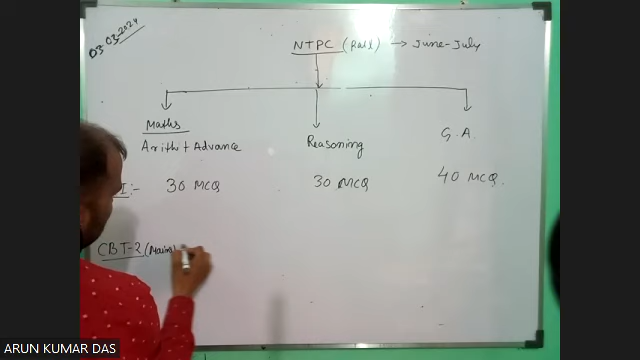 03-03-2024
NTPC (Rail) → June-July
Maths
Arith + Advance
Reasoning
G.A.
I :- 30 MCQ
30 MCQ
40 MCQ.
CBT-2 (Mains)
ARUN KUMAR DAS